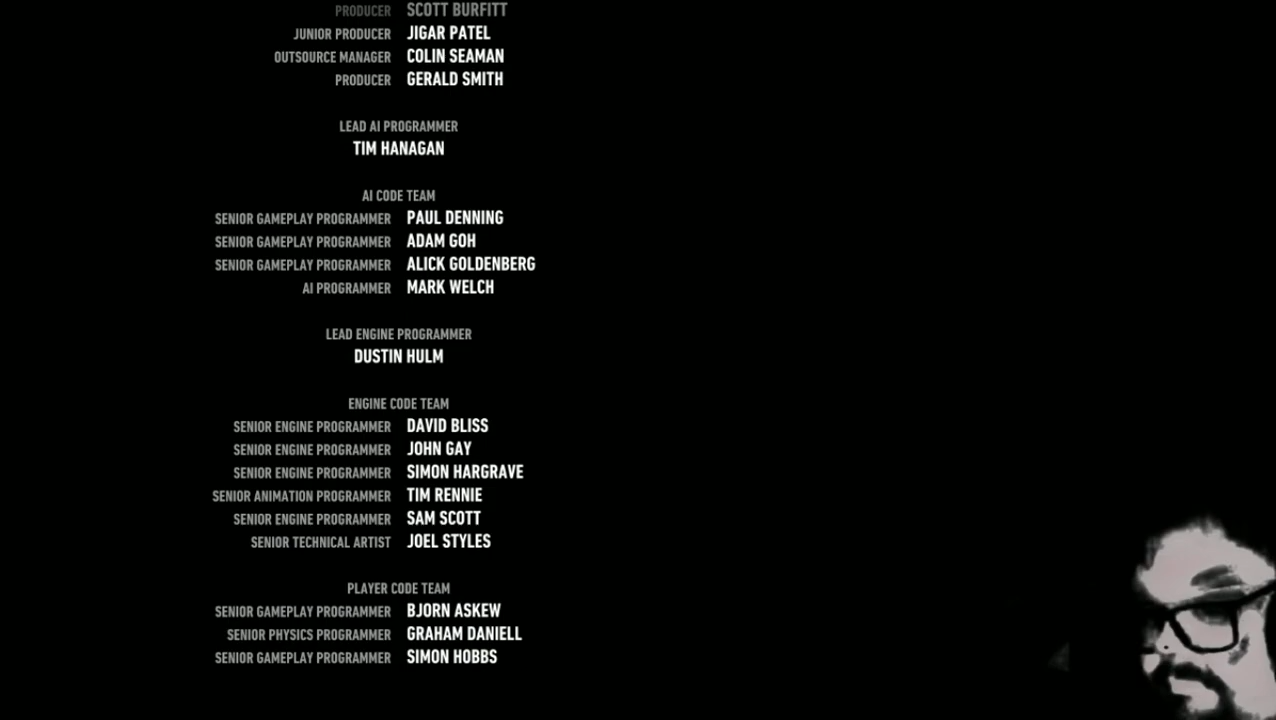 PRODUCER SCOTT BURFITT
JUNIOR PRODUCER JIGAR PATEL
OUTSOURCE MANAGER COLIN SEAMAN
PRODUCER GERALD SMITH
LEAD AI PROGRAMMER
TIM HANAGAN
AI CODE TEAM
SENIOR GAMEPLAY PROGRAMMER PAUL DENNING
SENIOR GAMEPLAY PROGRAMMER ADAM GOH
SENIOR GAMEPLAY PROGRAMMER ALICK GOLDENBERG
AI PROGRAMMER MARK WELCH
LEAD ENGINE PROGRAMMER
DUSTIN HULM
ENGINE CODE TEAM
SENIOR ENGINE PROGRAMMER DAVID BLISS
SENIOR ENGINE PROGRAMMER JOHN GAY
SENIOR ENGINE PROGRAMMER SIMON HARGRAVE
SENIOR ANIMATION PROGRAMMER TIM RENNIE
SENIOR ENGINE PROGRAMMER SAM SCOTT
SENIOR TECHNICAL ARTIST JOEL STYLES
PLAYER CODE TEAM
SENIOR GAMEPLAY PROGRAMMER BJORN ASKEW
SENIOR PHYSICS PROGRAMMER GRAHAM DANIELL
SENIOR GAMEPLAY PROGRAMMER SIMON HOBBS